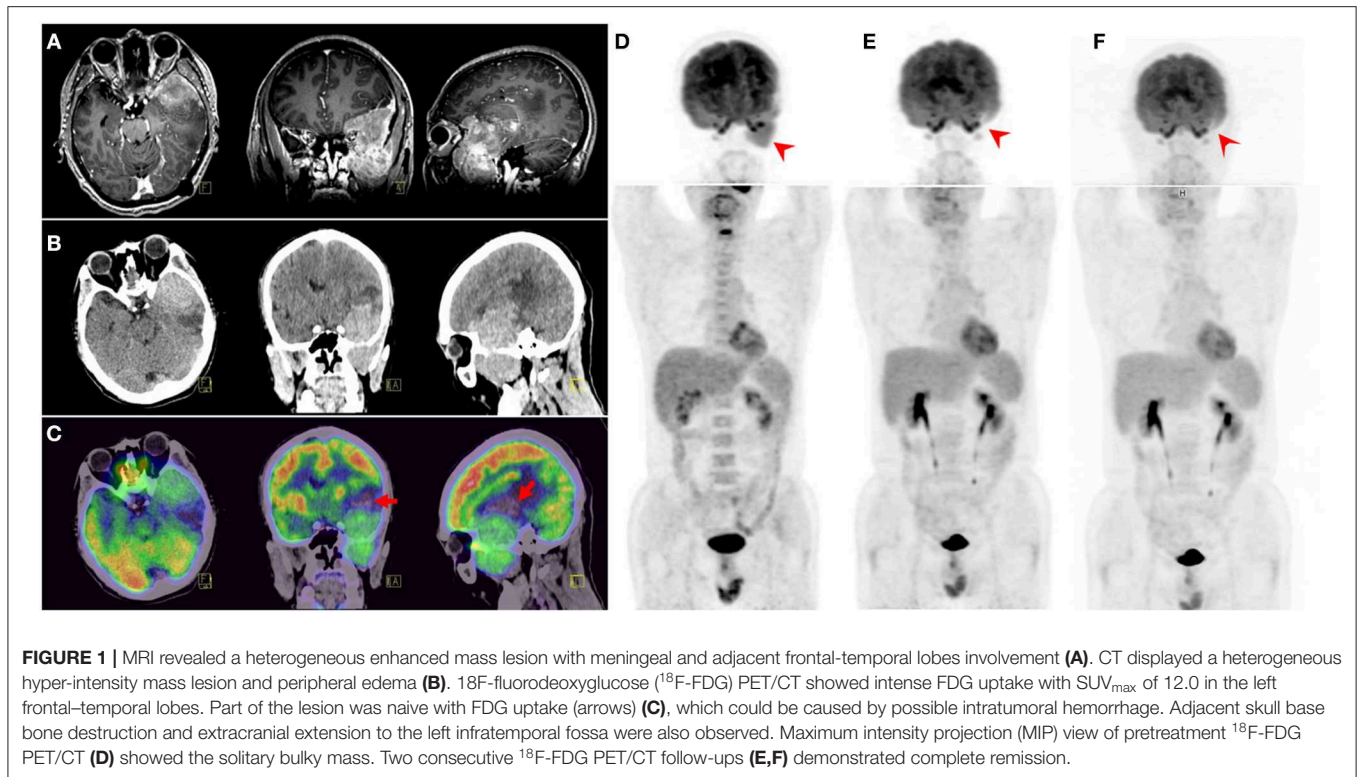 A
D
E
F
F
A
B
F
A
H
C
F
A
FIGURE 1 | MRI revealed a heterogeneous enhanced mass lesion with meningeal and adjacent frontal-temporal lobes involvement (A). CT displayed a heterogeneous
hyper-intensity mass lesion and peripheral edema (B). 18F-fluorodeoxyglucose (¹⁸F-FDG) PET/CT showed intense FDG uptake with SUVmax of 12.0 in the left
frontal–temporal lobes. Part of the lesion was naive with FDG uptake (arrows) (C), which could be caused by possible intratumoral hemorrhage. Adjacent skull base
bone destruction and extracranial extension to the left infratemporal fossa were also observed. Maximum intensity projection (MIP) view of pretreatment ¹⁸F-FDG
PET/CT (D) showed the solitary bulky mass. Two consecutive ¹⁸F-FDG PET/CT follow-ups (E,F) demonstrated complete remission.